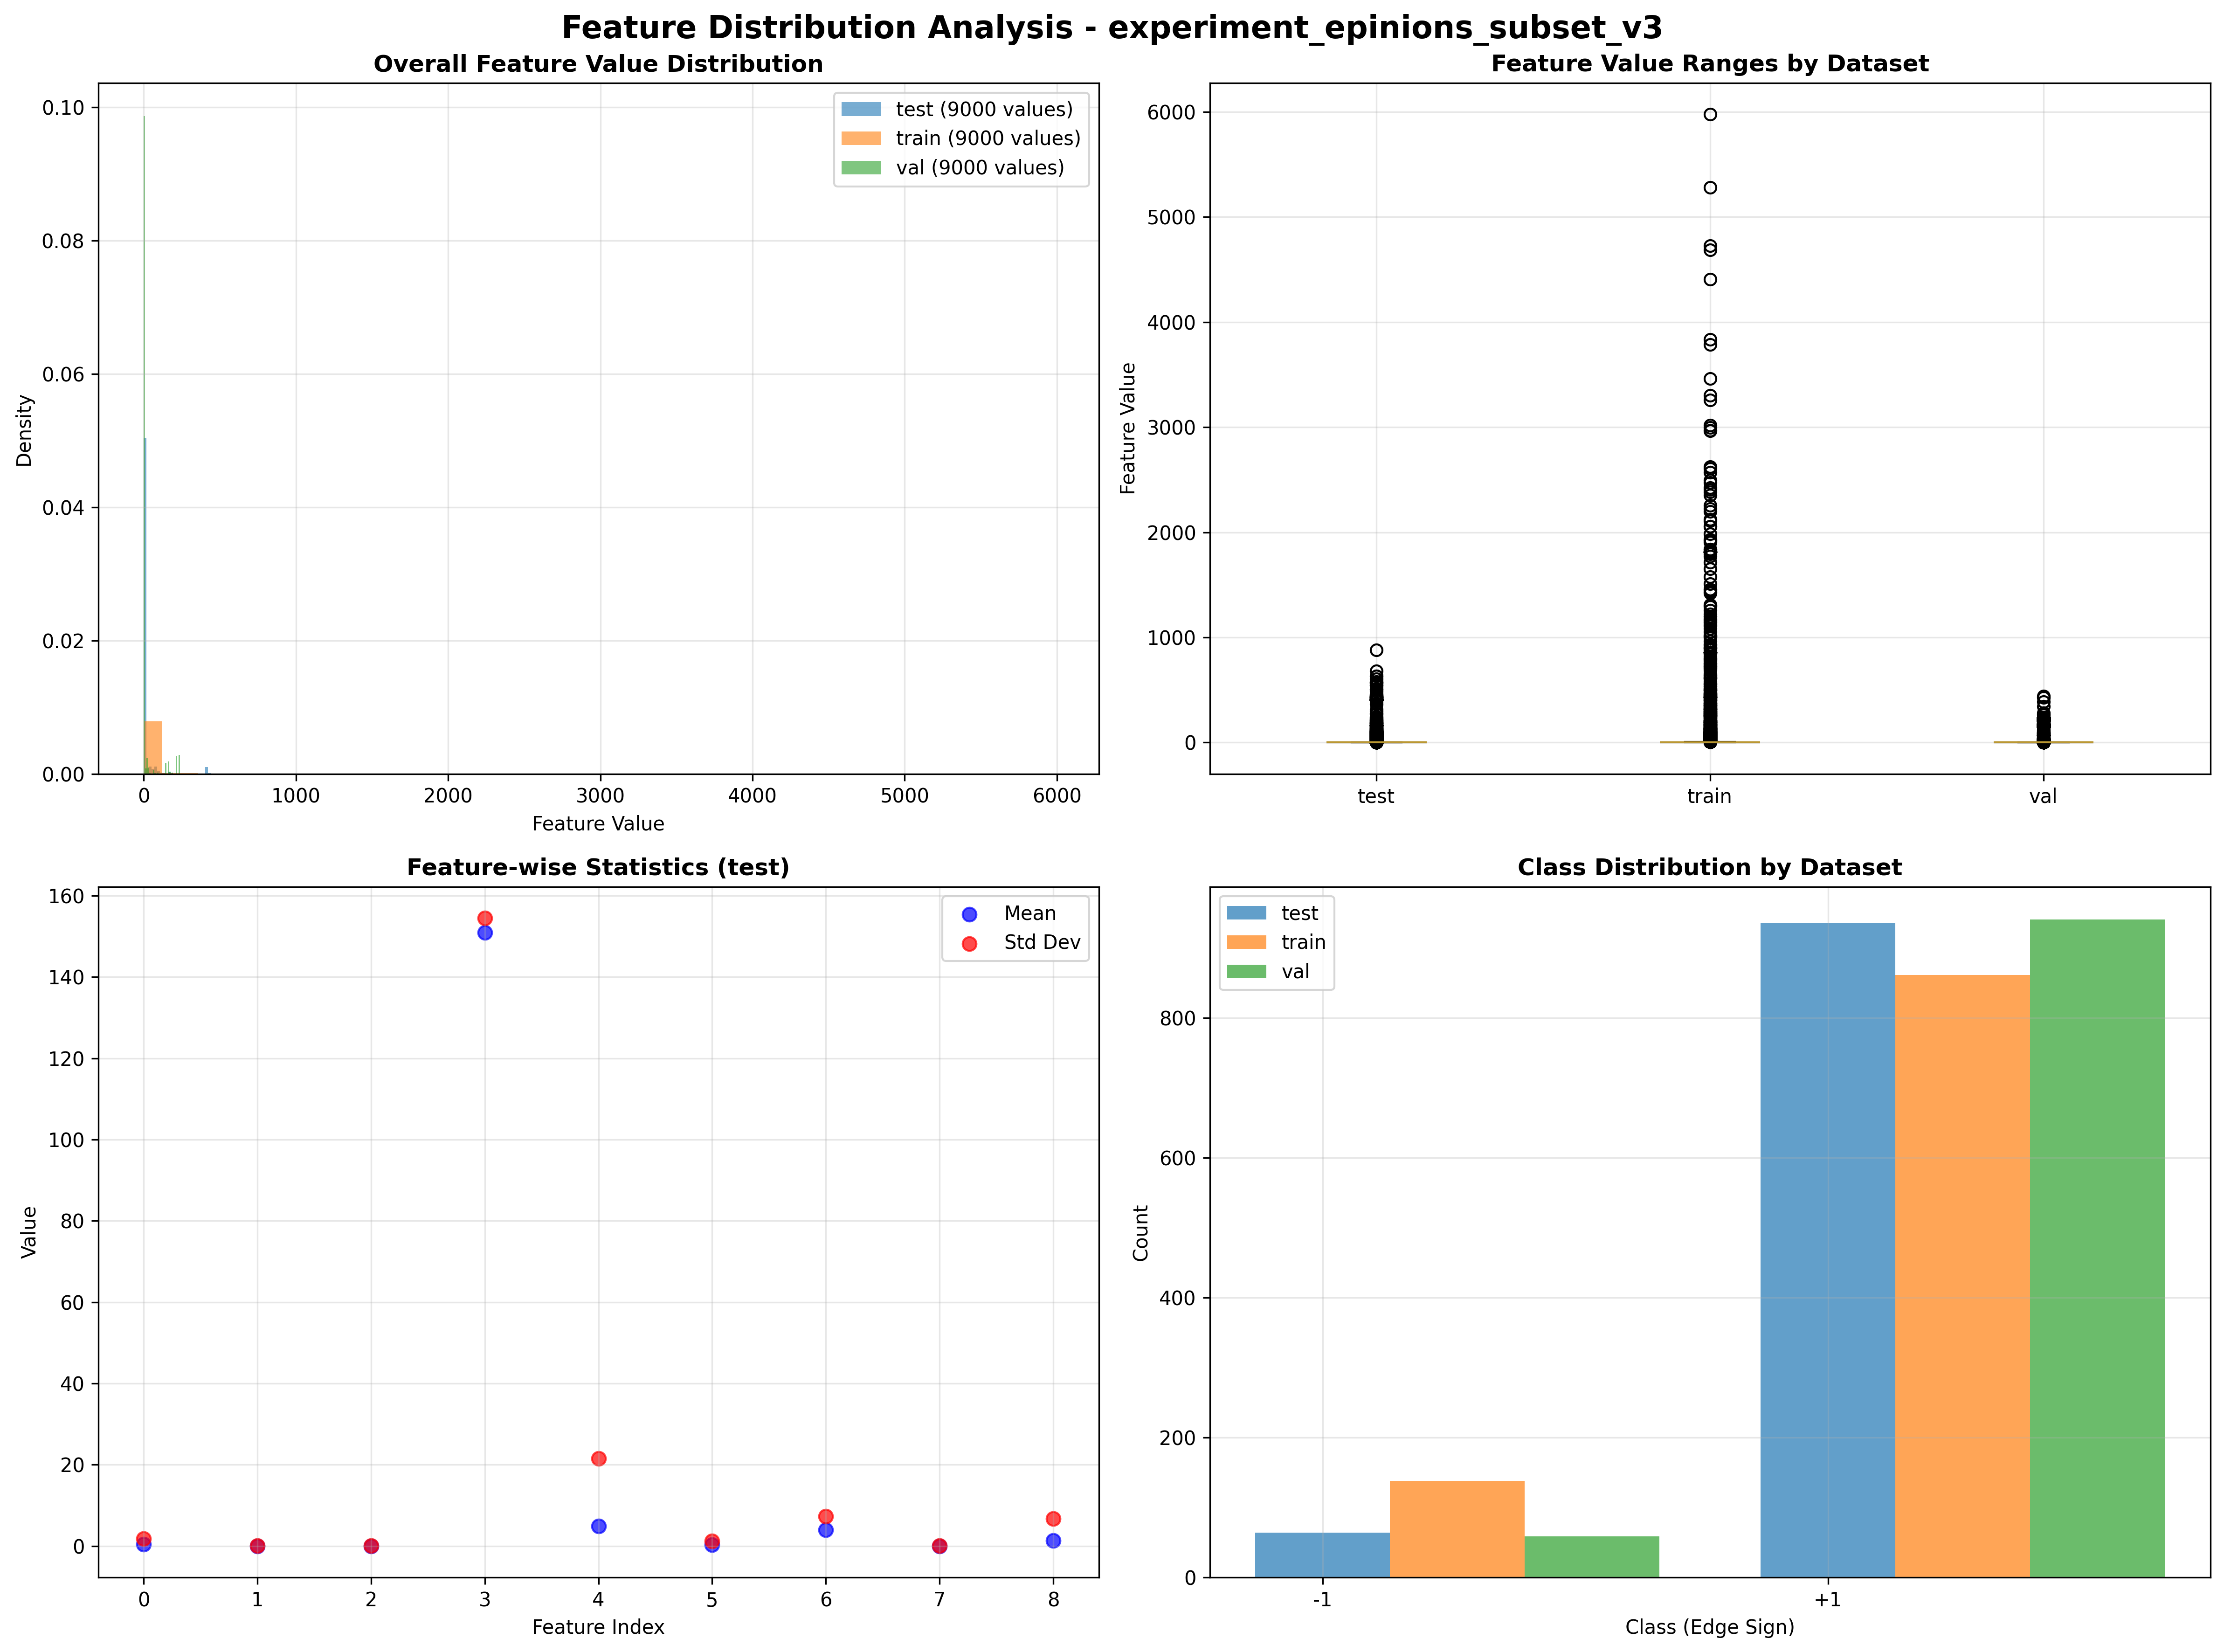 Feature Distribution Analysis - experiment_epinions_subset_v3
Overall Feature Value Distribution
0.10
0.08
0.06
0.04
0.02
0.00
Density
test (9000 values)
train (9000 values)
val (9000 values)
0 1000 2000 3000 4000 5000 6000
Feature Value
Feature Value Ranges by Dataset
6000
5000
4000
3000
2000
1000
0
Feature Value
test train val
Feature-wise Statistics (test)
160
140
120
100
80
60
40
20
0
Value
Mean
Std Dev
0 1 2 3 4 5 6 7 8
Feature Index
Class Distribution by Dataset
test
train
val
800
600
400
200
0
Count
-1 +1
Class (Edge Sign)